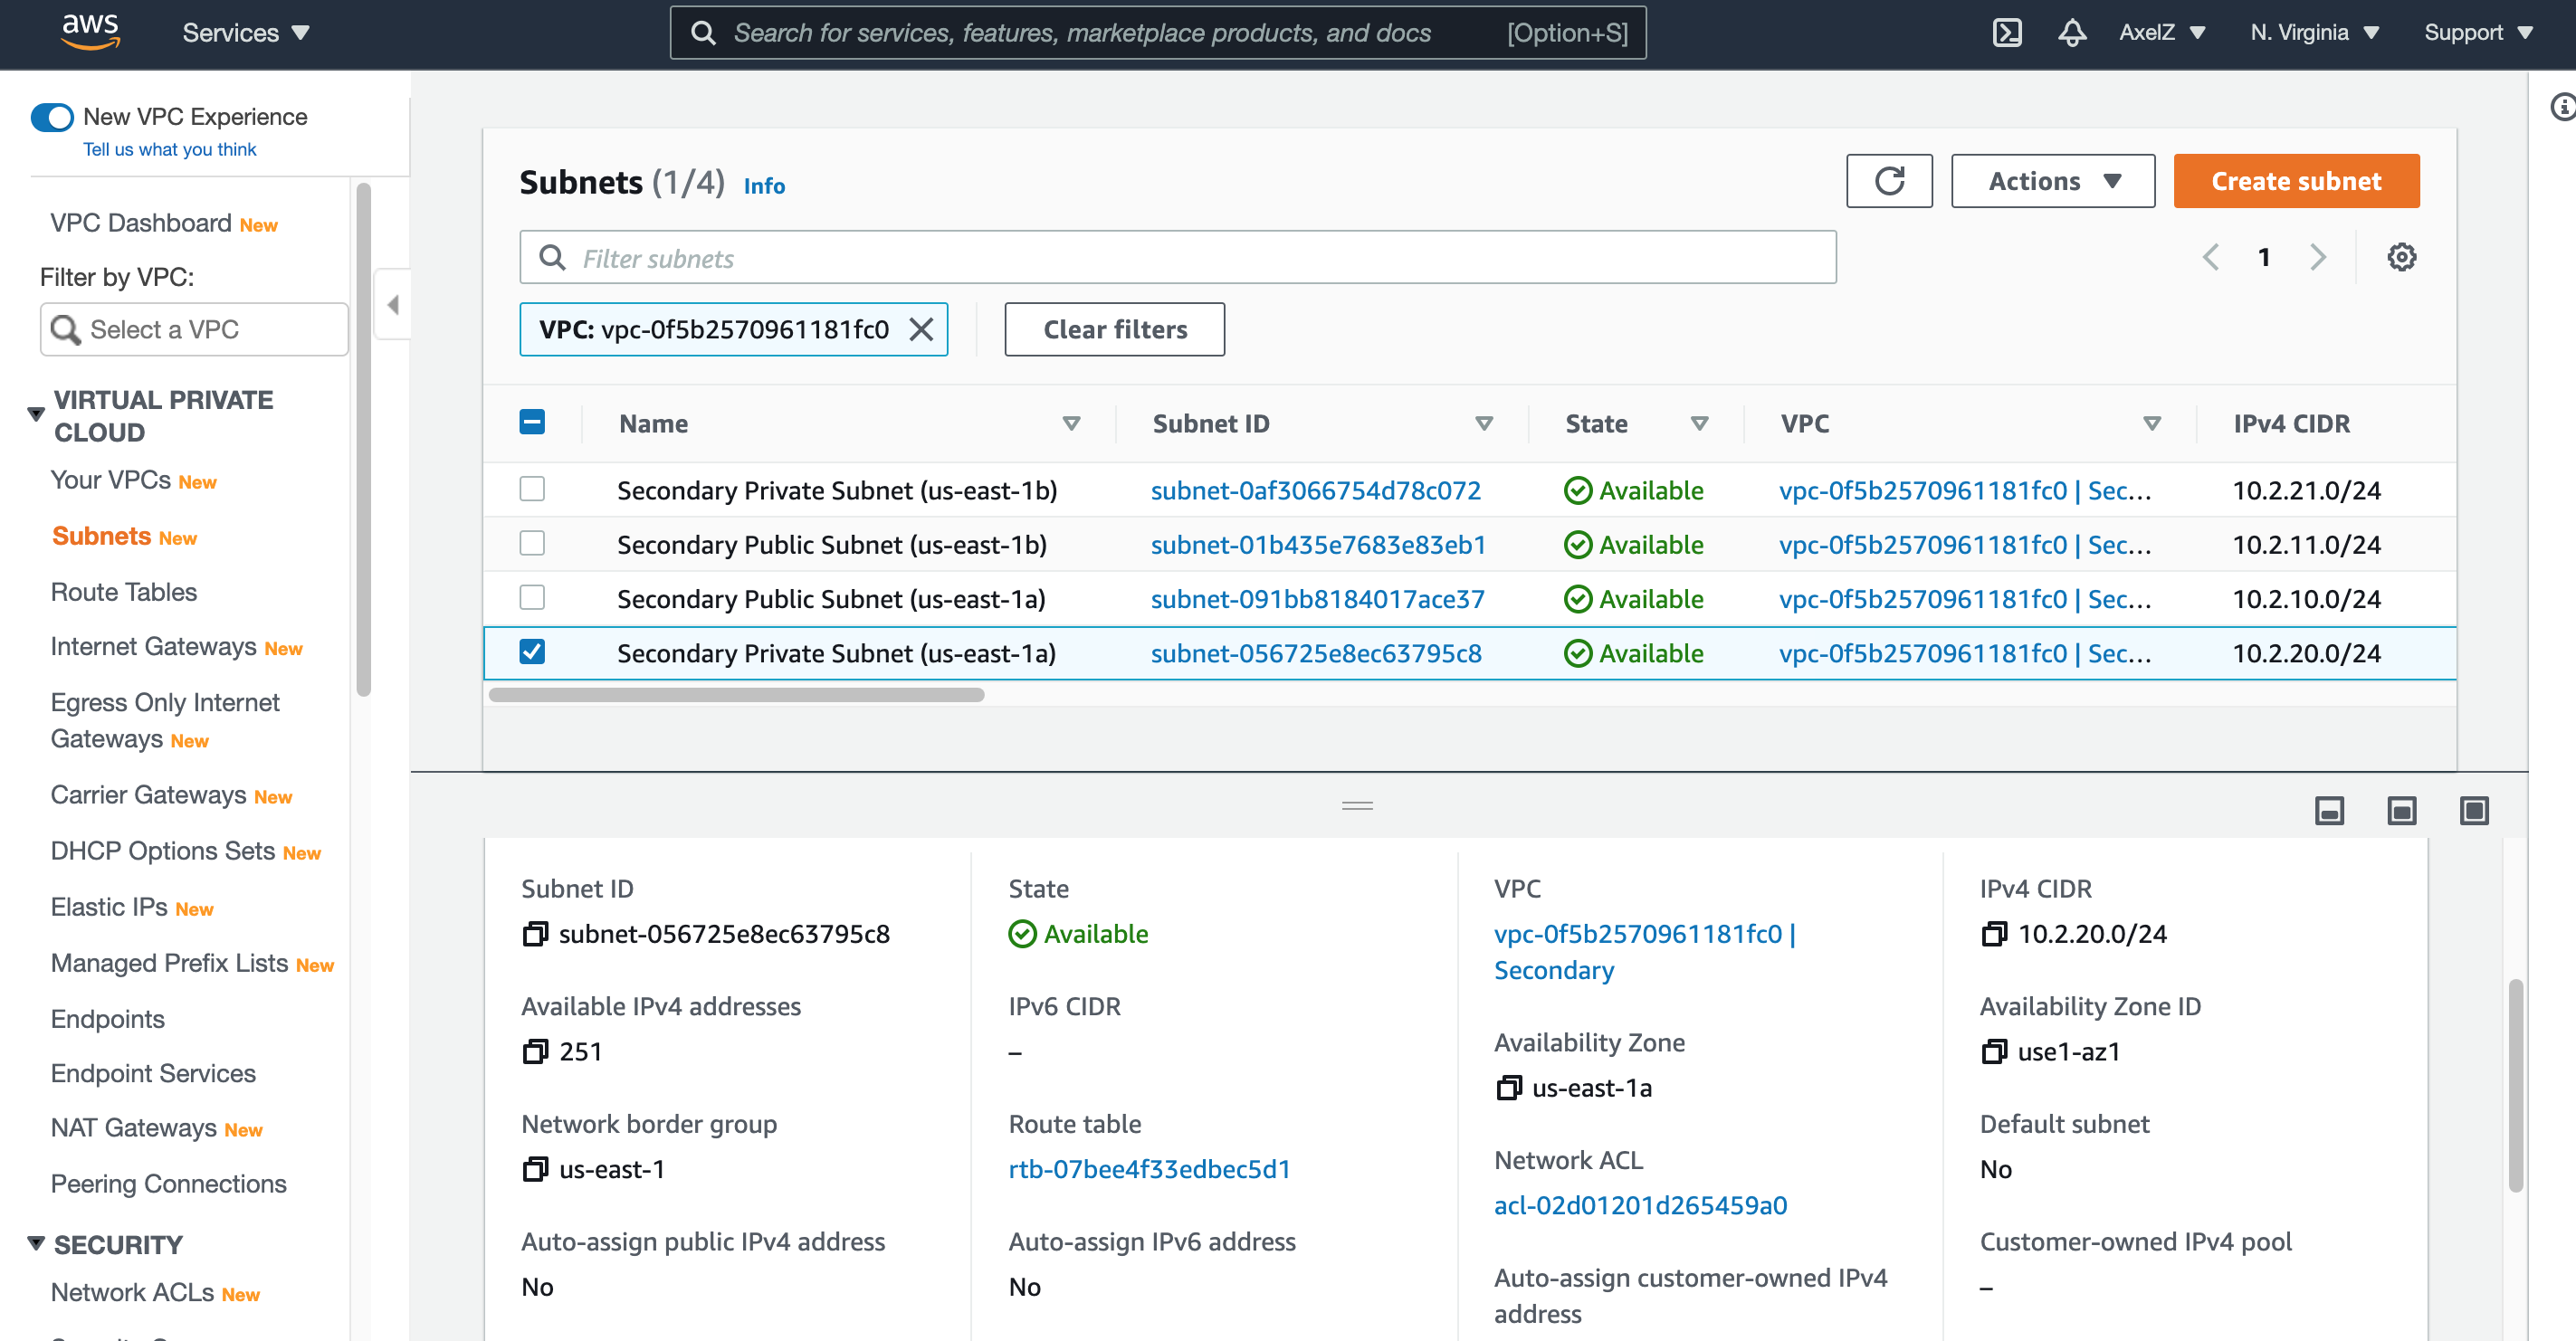 aws Services Search for services, features, marketplace products, and docs [Option+S] AxelZ N. Virginia Support
New VPC Experience
Tell us what you think
VPC Dashboard New
Filter by VPC:
Select a VPC
VIRTUAL PRIVATE
CLOUD
Your VPCs New
Subnets New
Route Tables
Internet Gateways New
Egress Only Internet
Gateways New
Carrier Gateways New
DHCP Options Sets New
Elastic IPs New
Managed Prefix Lists New
Endpoints
Endpoint Services
NAT Gateways New
Peering Connections
SECURITY
Network ACLs New
Subnets (1/4) Info Actions Create subnet
Filter subnets 1
VPC: vpc-0f5b2570961181fc0 Clear filters
Name Subnet ID State VPC IPv4 CIDR
Secondary Private Subnet (us-east-1b) subnet-0af3066754d78c072 Available vpc-0f5b2570961181fc0 | Sec... 10.2.21.0/24
Secondary Public Subnet (us-east-1b) subnet-01b435e7683e83eb1 Available vpc-0f5b2570961181fc0 | Sec... 10.2.11.0/24
Secondary Public Subnet (us-east-1a) subnet-091bb8184017ace37 Available vpc-0f5b2570961181fc0 | Sec... 10.2.10.0/24
Secondary Private Subnet (us-east-1a) subnet-056725e8ec63795c8 Available vpc-0f5b2570961181fc0 | Sec... 10.2.20.0/24
Subnet ID
subnet-056725e8ec63795c8
Available IPv4 addresses
251
Network border group
us-east-1
Auto-assign public IPv4 address
No
State
Available
IPv6 CIDR
–
Route table
rtb-07bee4f33edbec5d1
Auto-assign IPv6 address
No
VPC
vpc-0f5b2570961181fc0 |
Secondary
Availability Zone
us-east-1a
Network ACL
acl-02d01201d265459a0
Auto-assign customer-owned IPv4
address
IPv4 CIDR
10.2.20.0/24
Availability Zone ID
use1-az1
Default subnet
No
Customer-owned IPv4 pool
–